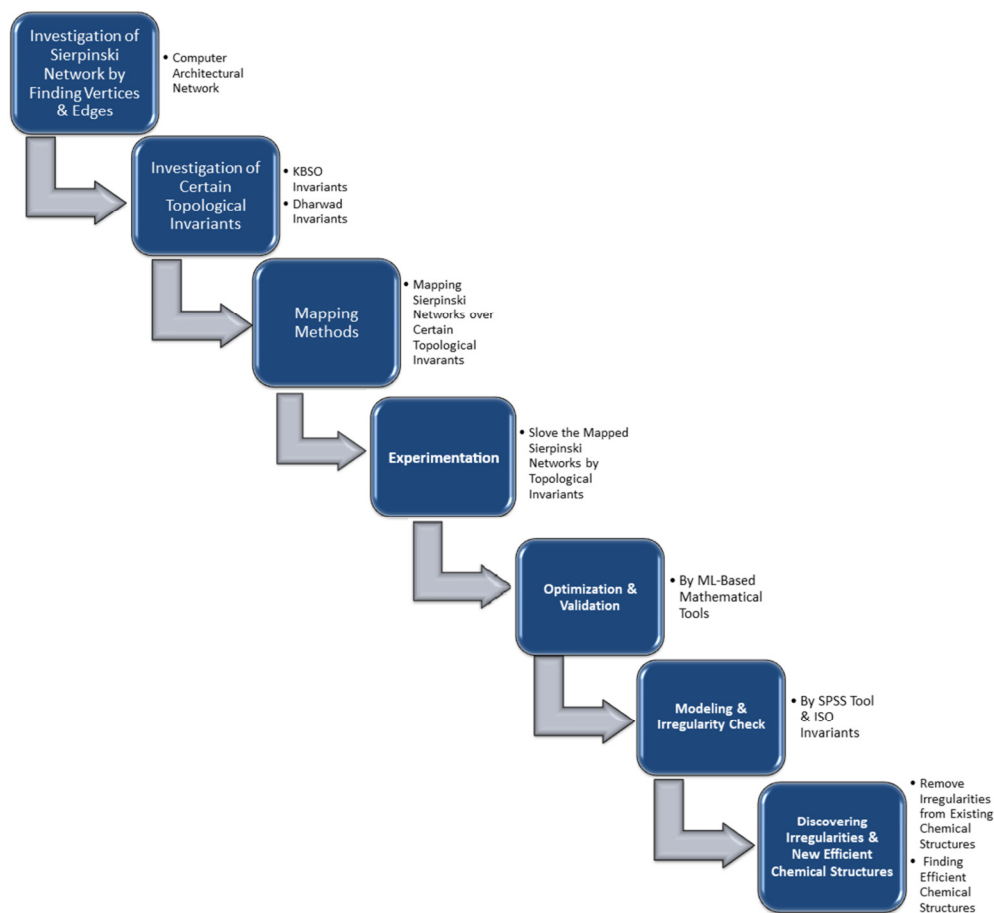 Investigation of
Sierpinski
Network by
Finding Vertices
& Edges
• Computer
Architectural
Network
Investigation of
Certain
Topological
Invariants
• KBSO
Invariants
• Dharwad
Invariants
Mapping
Methods
• Mapping
Sierpinski
Networks over
Certain
Topological
Invarants
Experimentation
• Slove the Mapped
Sierpinski
Networks by
Topological
Invariants
Optimization &
Validation
• By ML-Based
Mathematical
Tools
Modeling &
Irregularity Check
• By SPSS Tool
& ISO
Invariants
Discovering
Irregularities &
New Efficient
Chemical Structures
• Remove
Irregularities
from Existing
Chemical
Structures
• Finding
Efficient
Chemical
Structures